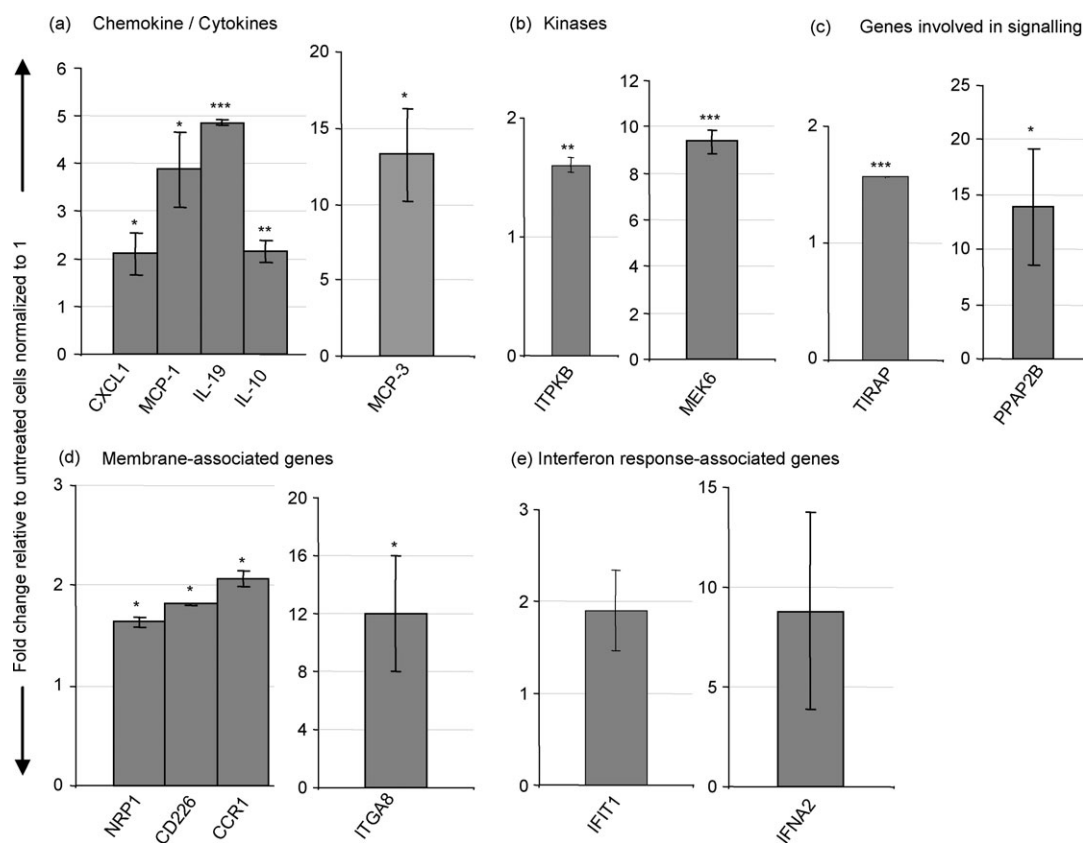 Fold change relative to untreated cells normalized to 1
(a) Chemokine / Cytokines
6
5
4
3
2
1
0
*
*
***
**
CXCL1
MCP-1
IL-19
IL-10
20
15
10
5
0
*
MCP-3
(b) Kinases
2
1
0
**
ITPKB
12
10
8
6
4
2
0
***
MEK6
(c) Genes involved in signalling
2
1
0
***
TIRAP
25
20
15
10
5
0
*
PPAP2B
(d) Membrane-associated genes
3
2
1
0
*
*
*
NRP1
CD226
CCR1
20
16
12
8
4
0
*
ITGA8
(e) Interferon response-associated genes
3
2
1
0
IFIT1
15
10
5
0
IFNA2